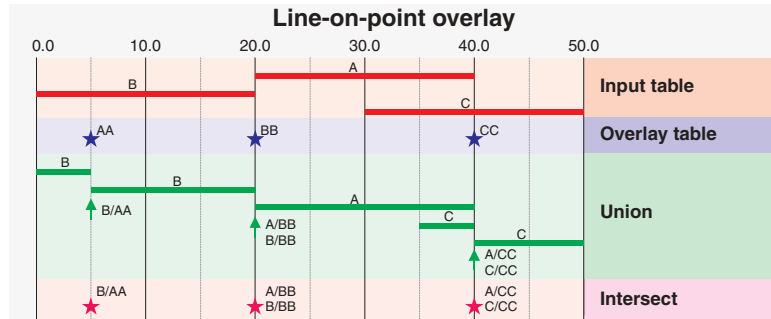 Line-on-point overlay
0.0 10.0 20.0 30.0 40.0 50.0
A
B
C
Input table
AA BB CC
Overlay table
B
B
A
B/AA
C
A/BB
B/BB
C
A/CC
C/CC
Union
B/AA
A/BB
B/BB
A/CC
C/CC
Intersect